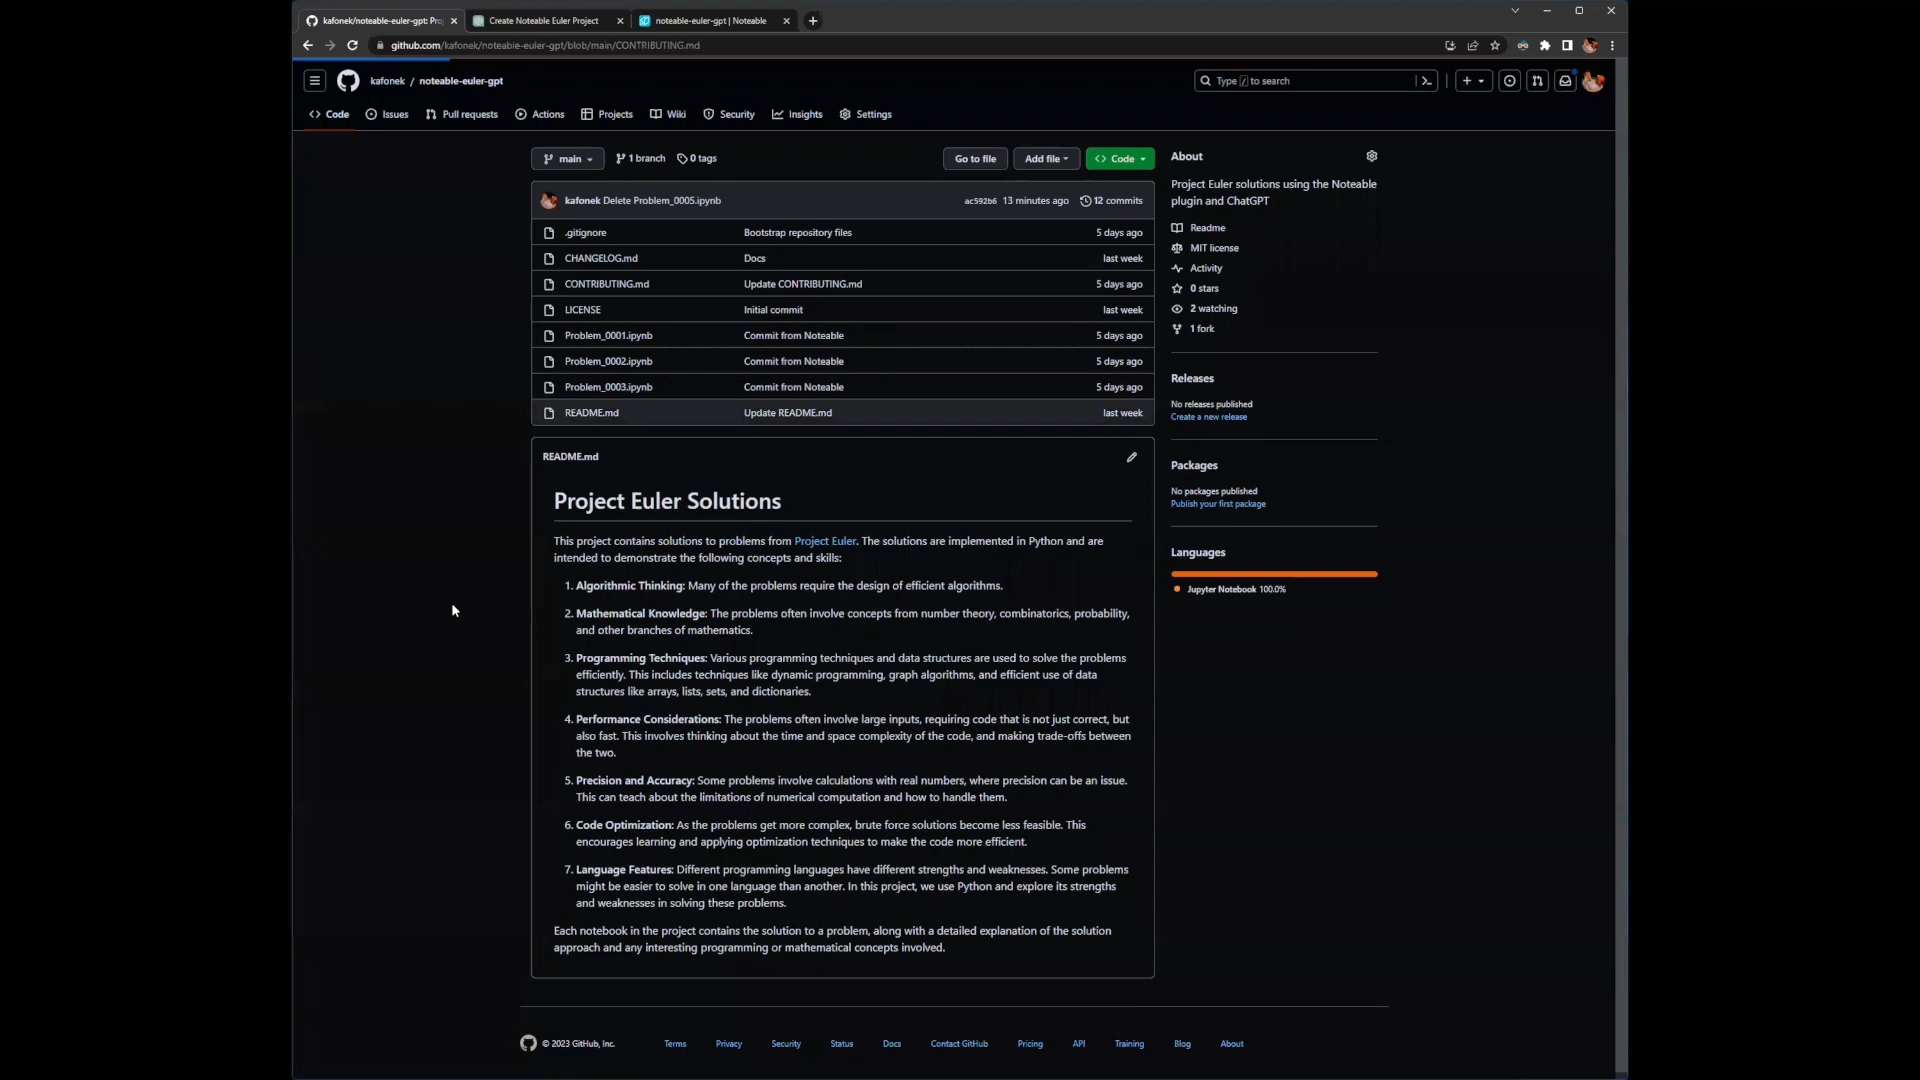 kafonek/noteable-euler-gpt: Pro
Create Noteable Euler Project
noteable-euler-gpt | Noteable
github.com/kafonek/noteable-euler-gpt/blob/main/CONTRIBUTING.md
kafonek / noteable-euler-gpt
Type / to search
Code Issues Pull requests Actions Projects Wiki Security Insights Settings
main 1 branch 0 tags Go to file Add file Code
kafonek Delete Problem_0005.ipynb ac592b6 13 minutes ago 12 commits
.gitignore Bootstrap repository files 5 days ago
CHANGELOG.md Docs last week
CONTRIBUTING.md Update CONTRIBUTING.md 5 days ago
LICENSE Initial commit last week
Problem_0001.ipynb Commit from Noteable 5 days ago
Problem_0002.ipynb Commit from Noteable 5 days ago
Problem_0003.ipynb Commit from Noteable 5 days ago
README.md Update README.md last week
README.md
Project Euler Solutions
This project contains solutions to problems from Project Euler. The solutions are implemented in Python and are
intended to demonstrate the following concepts and skills:
1. Algorithmic Thinking: Many of the problems require the design of efficient algorithms.
2. Mathematical Knowledge: The problems often involve concepts from number theory, combinatorics, probability,
and other branches of mathematics.
3. Programming Techniques: Various programming techniques and data structures are used to solve the problems
efficiently. This includes techniques like dynamic programming, graph algorithms, and efficient use of data
structures like arrays, lists, sets, and dictionaries.
4. Performance Considerations: The problems often involve large inputs, requiring code that is not just correct, but
also fast. This involves thinking about the time and space complexity of the code, and making trade-offs between
the two.
5. Precision and Accuracy: Some problems involve calculations with real numbers, where precision can be an issue.
This can teach about the limitations of numerical computation and how to handle them.
6. Code Optimization: As the problems get more complex, brute force solutions become less feasible. This
encourages learning and applying optimization techniques to make the code more efficient.
7. Language Features: Different programming languages have different strengths and weaknesses. Some problems
might be easier to solve in one language than another. In this project, we use Python and explore its strengths
and weaknesses in solving these problems.
Each notebook in the project contains the solution to a problem, along with a detailed explanation of the solution
approach and any interesting programming or mathematical concepts involved.
About
Project Euler solutions using the Noteable
plugin and ChatGPT
Readme
MIT license
Activity
0 stars
2 watching
1 fork
Releases
No releases published
Create a new release
Packages
No packages published
Publish your first package
Languages
Jupyter Notebook 100.0%
© 2023 GitHub, Inc. Terms Privacy Security Status Docs Contact GitHub Pricing API Training Blog About